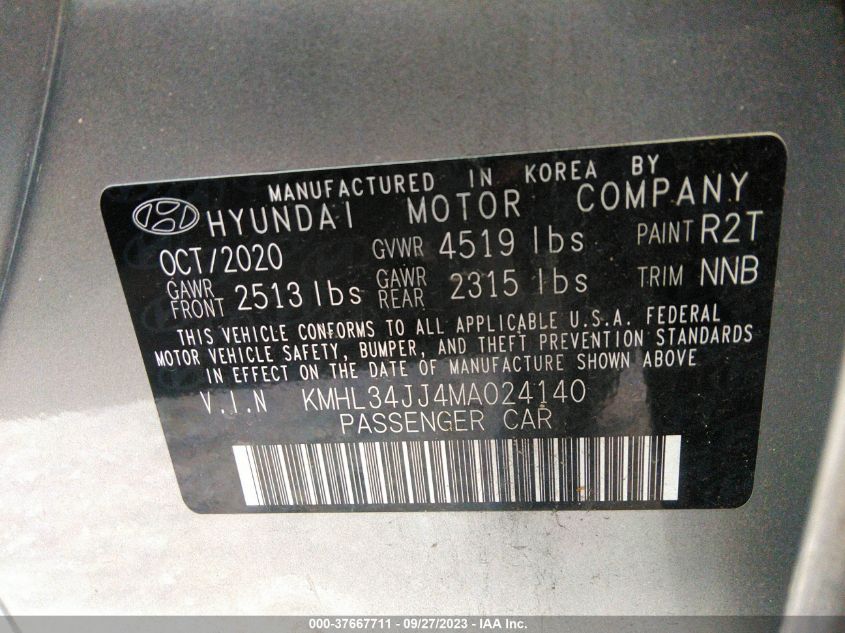 MANUFACTURED IN KOREA BY
HYUNDAI MOTOR COMPANY
OCT/2020 GVWR 4519 lbs PAINT R2T
GAWR FRONT 2513 lbs GAWR REAR 2315 lbs TRIM NNB
THIS VEHICLE CONFORMS TO ALL APPLICABLE U.S.A. FEDERAL
MOTOR VEHICLE SAFETY, BUMPER, AND THEFT PREVENTION STANDARDS
IN EFFECT ON THE DATE OF MANUFACTURE SHOWN ABOVE
V.I.N KMHL34JJ4MA024140
PASSENGER CAR
000-37667711 - 09/27/2023 - IAA Inc.